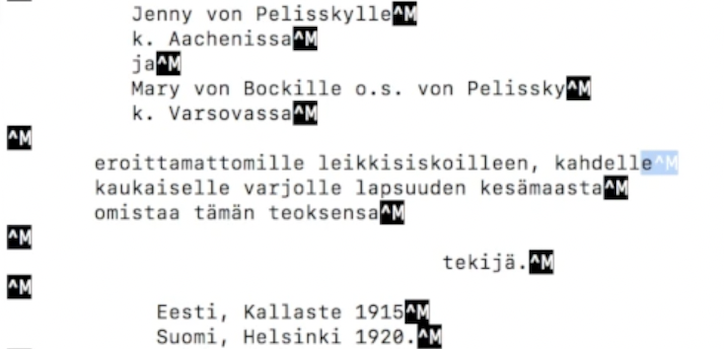 Jenny von Pelisskylle^M
k. Aachenissa^M
ja^M
Mary von Bockille o.s. von Pelissky^M
k. Varsovassa^M
^M
eroittamattomille leikkisiskoilleen, kahdelle^M
kaukaiselle varjolle lapsuuden kesämaasta^M
omistaa tämän teoksensa^M
^M
tekijä.^M
^M
Eesti, Kallaste 1915^M
Suomi, Helsinki 1920.^M